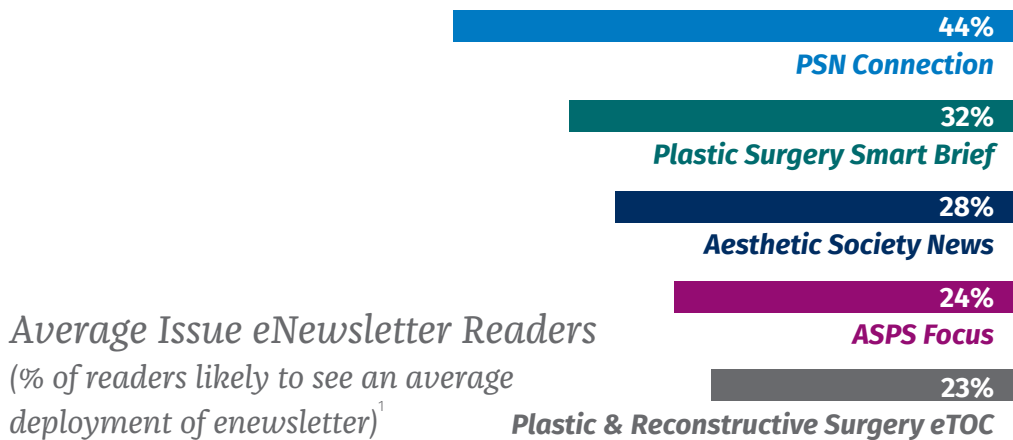 44%
PSN Connection
32%
Plastic Surgery Smart Brief
28%
Aesthetic Society News
24%
ASPS Focus
23%
Plastic & Reconstructive Surgery eTOC
Average Issue eNewsletter Readers
(% of readers likely to see an average
deployment of enewsletter)¹